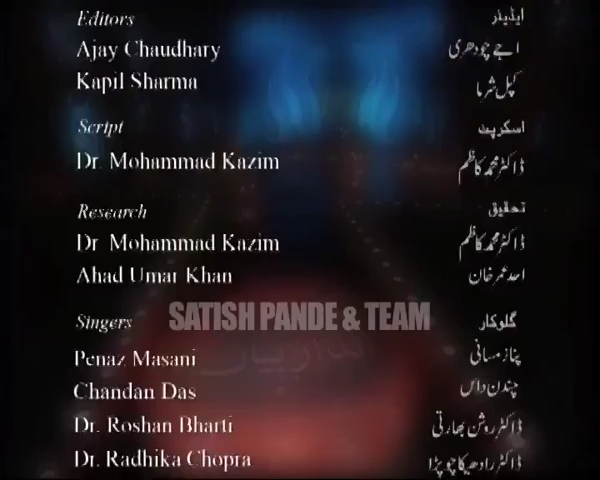 Editors ایڈیٹر
Ajay Chaudhary اجے چودھری
Kapil Sharma کپل شرما
Script اسکرپٹ
Dr. Mohammad Kazim ڈاکٹر محمد کاظم
Research تحقیق
Dr. Mohammad Kazim ڈاکٹر محمد کاظم
Ahad Umar Khan احد عمر خان
Singers گلوکار
SATISH PANDE & TEAM
Penaz Masani پناز مسانی
Chandan Das چندن داس
Dr. Roshan Bharti ڈاکٹر روشن بھارتی
Dr. Radhika Chopra ڈاکٹر رادھیکا چوپڑا